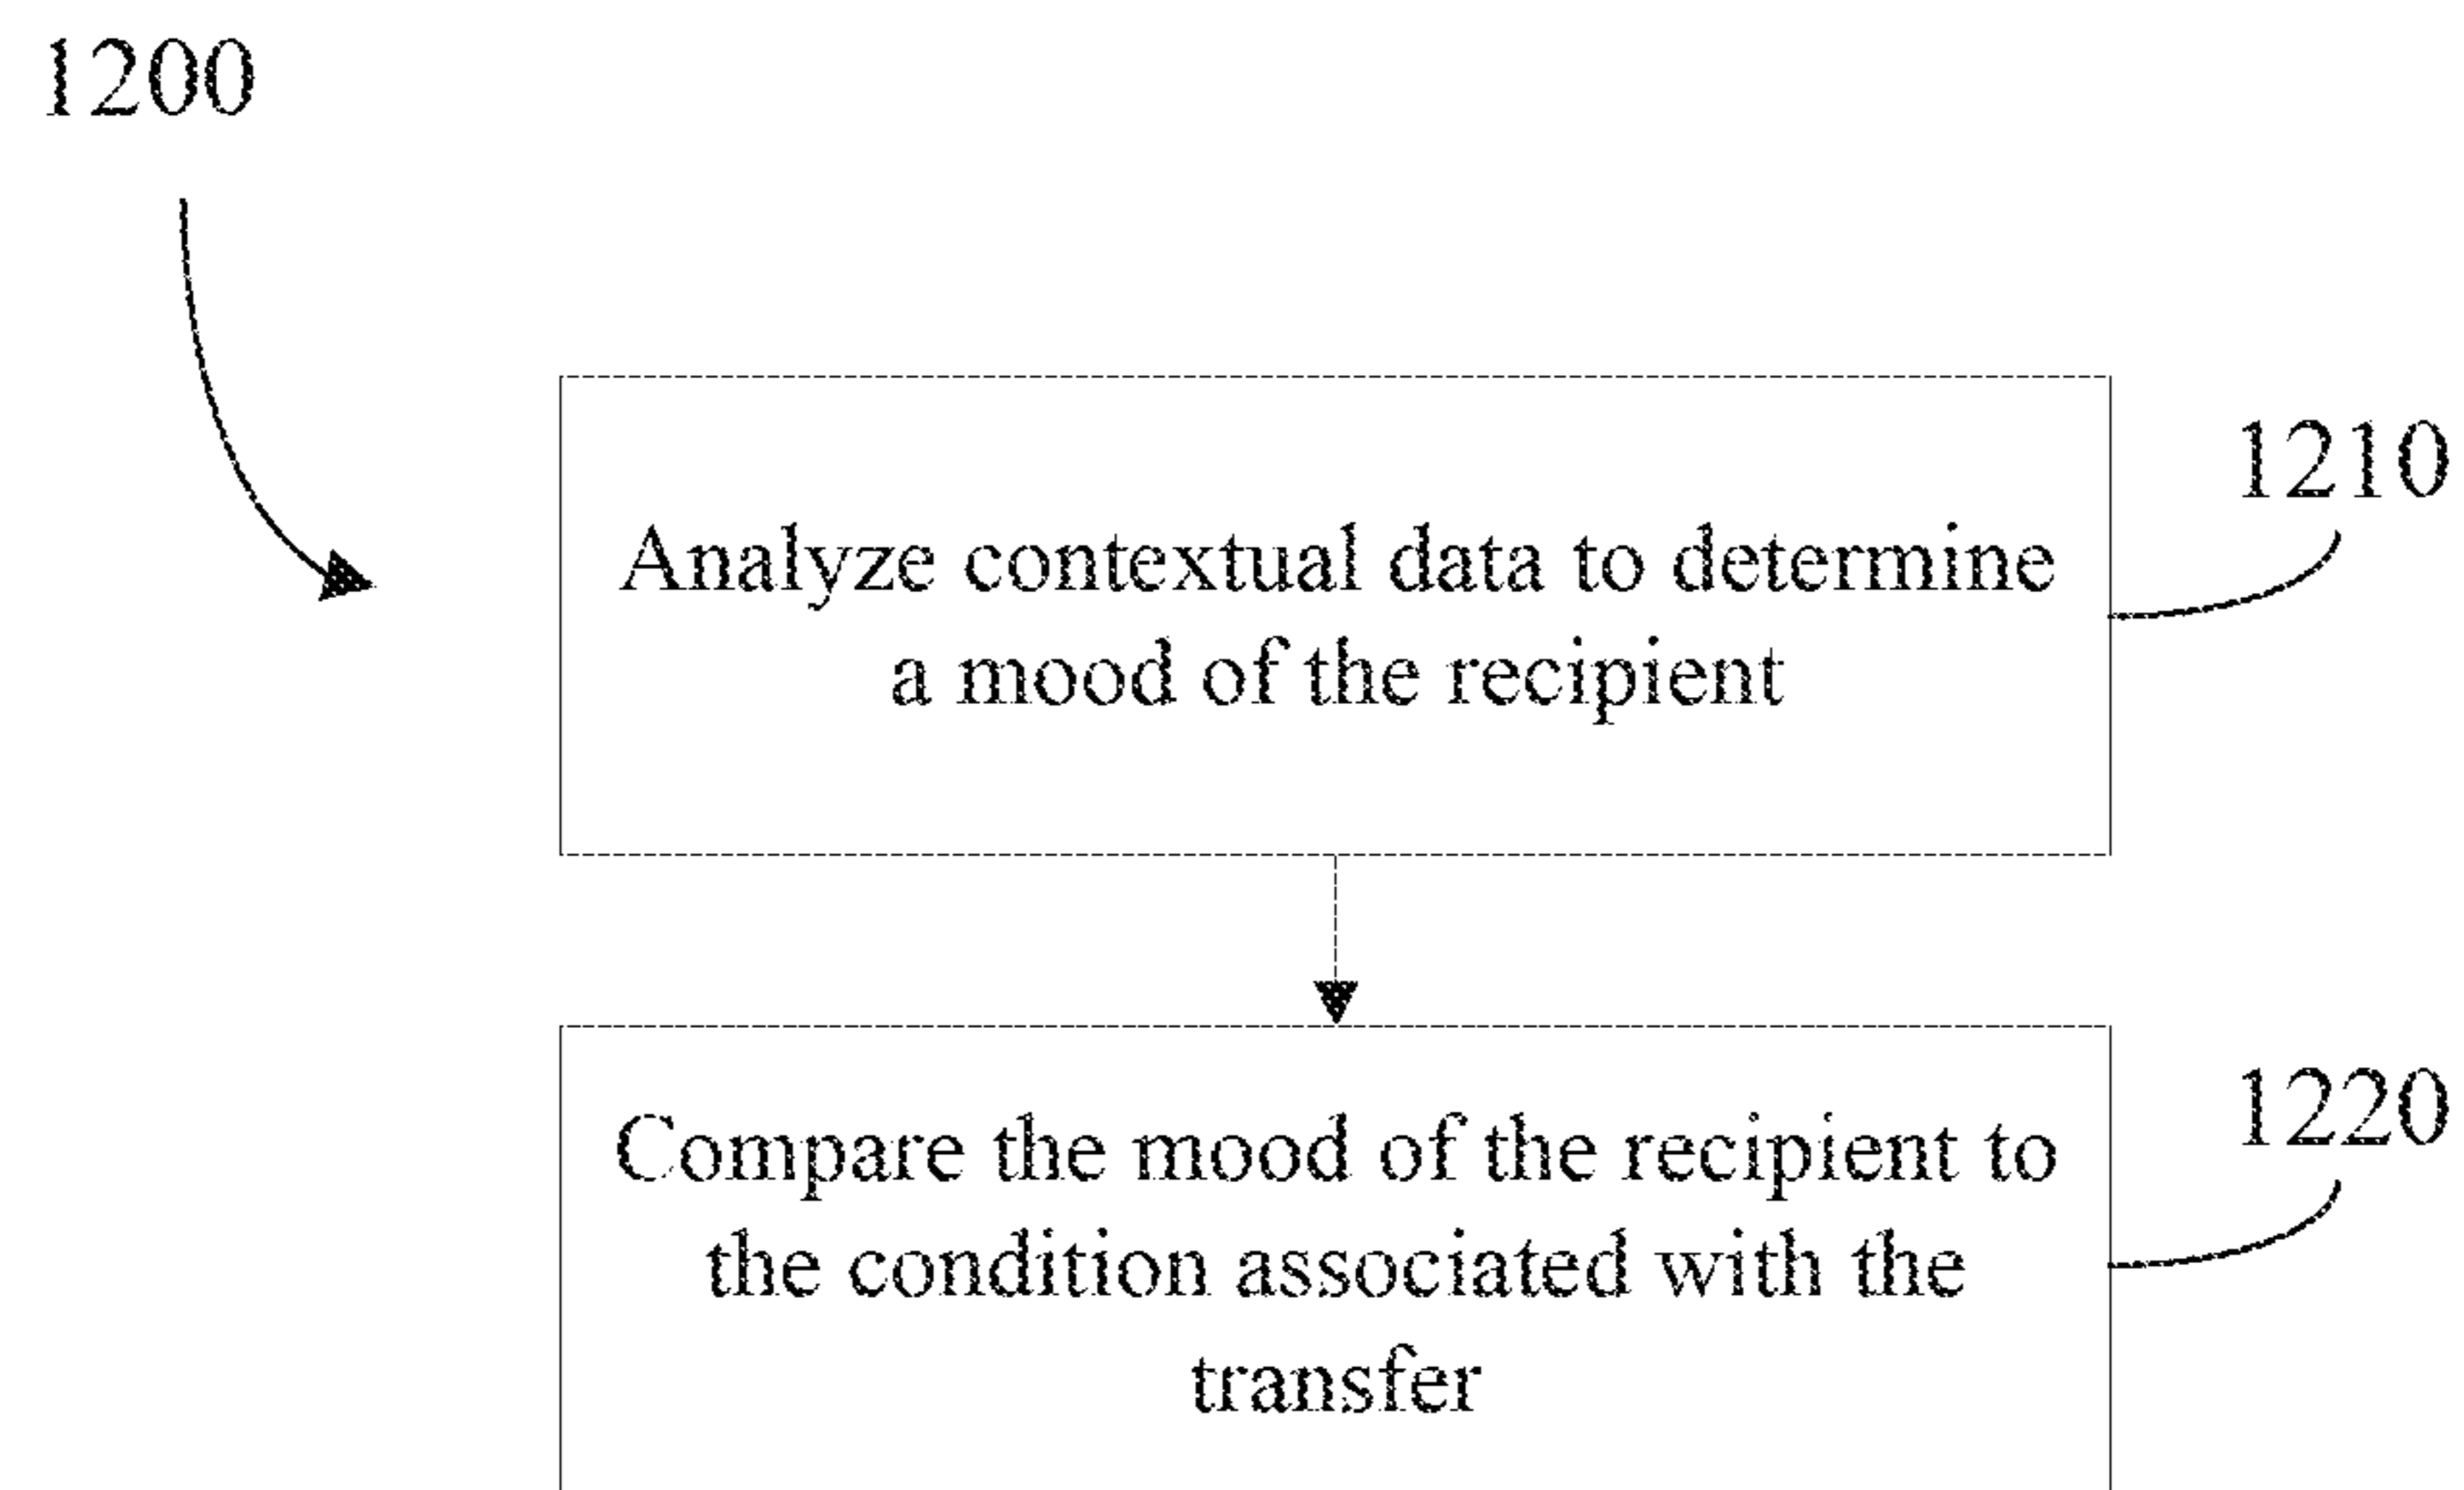 1200
1210
Analyze contextual data to determine
a mood of the recipient
1220
Compare the mood of the recipient to
the condition associated with the
transfer